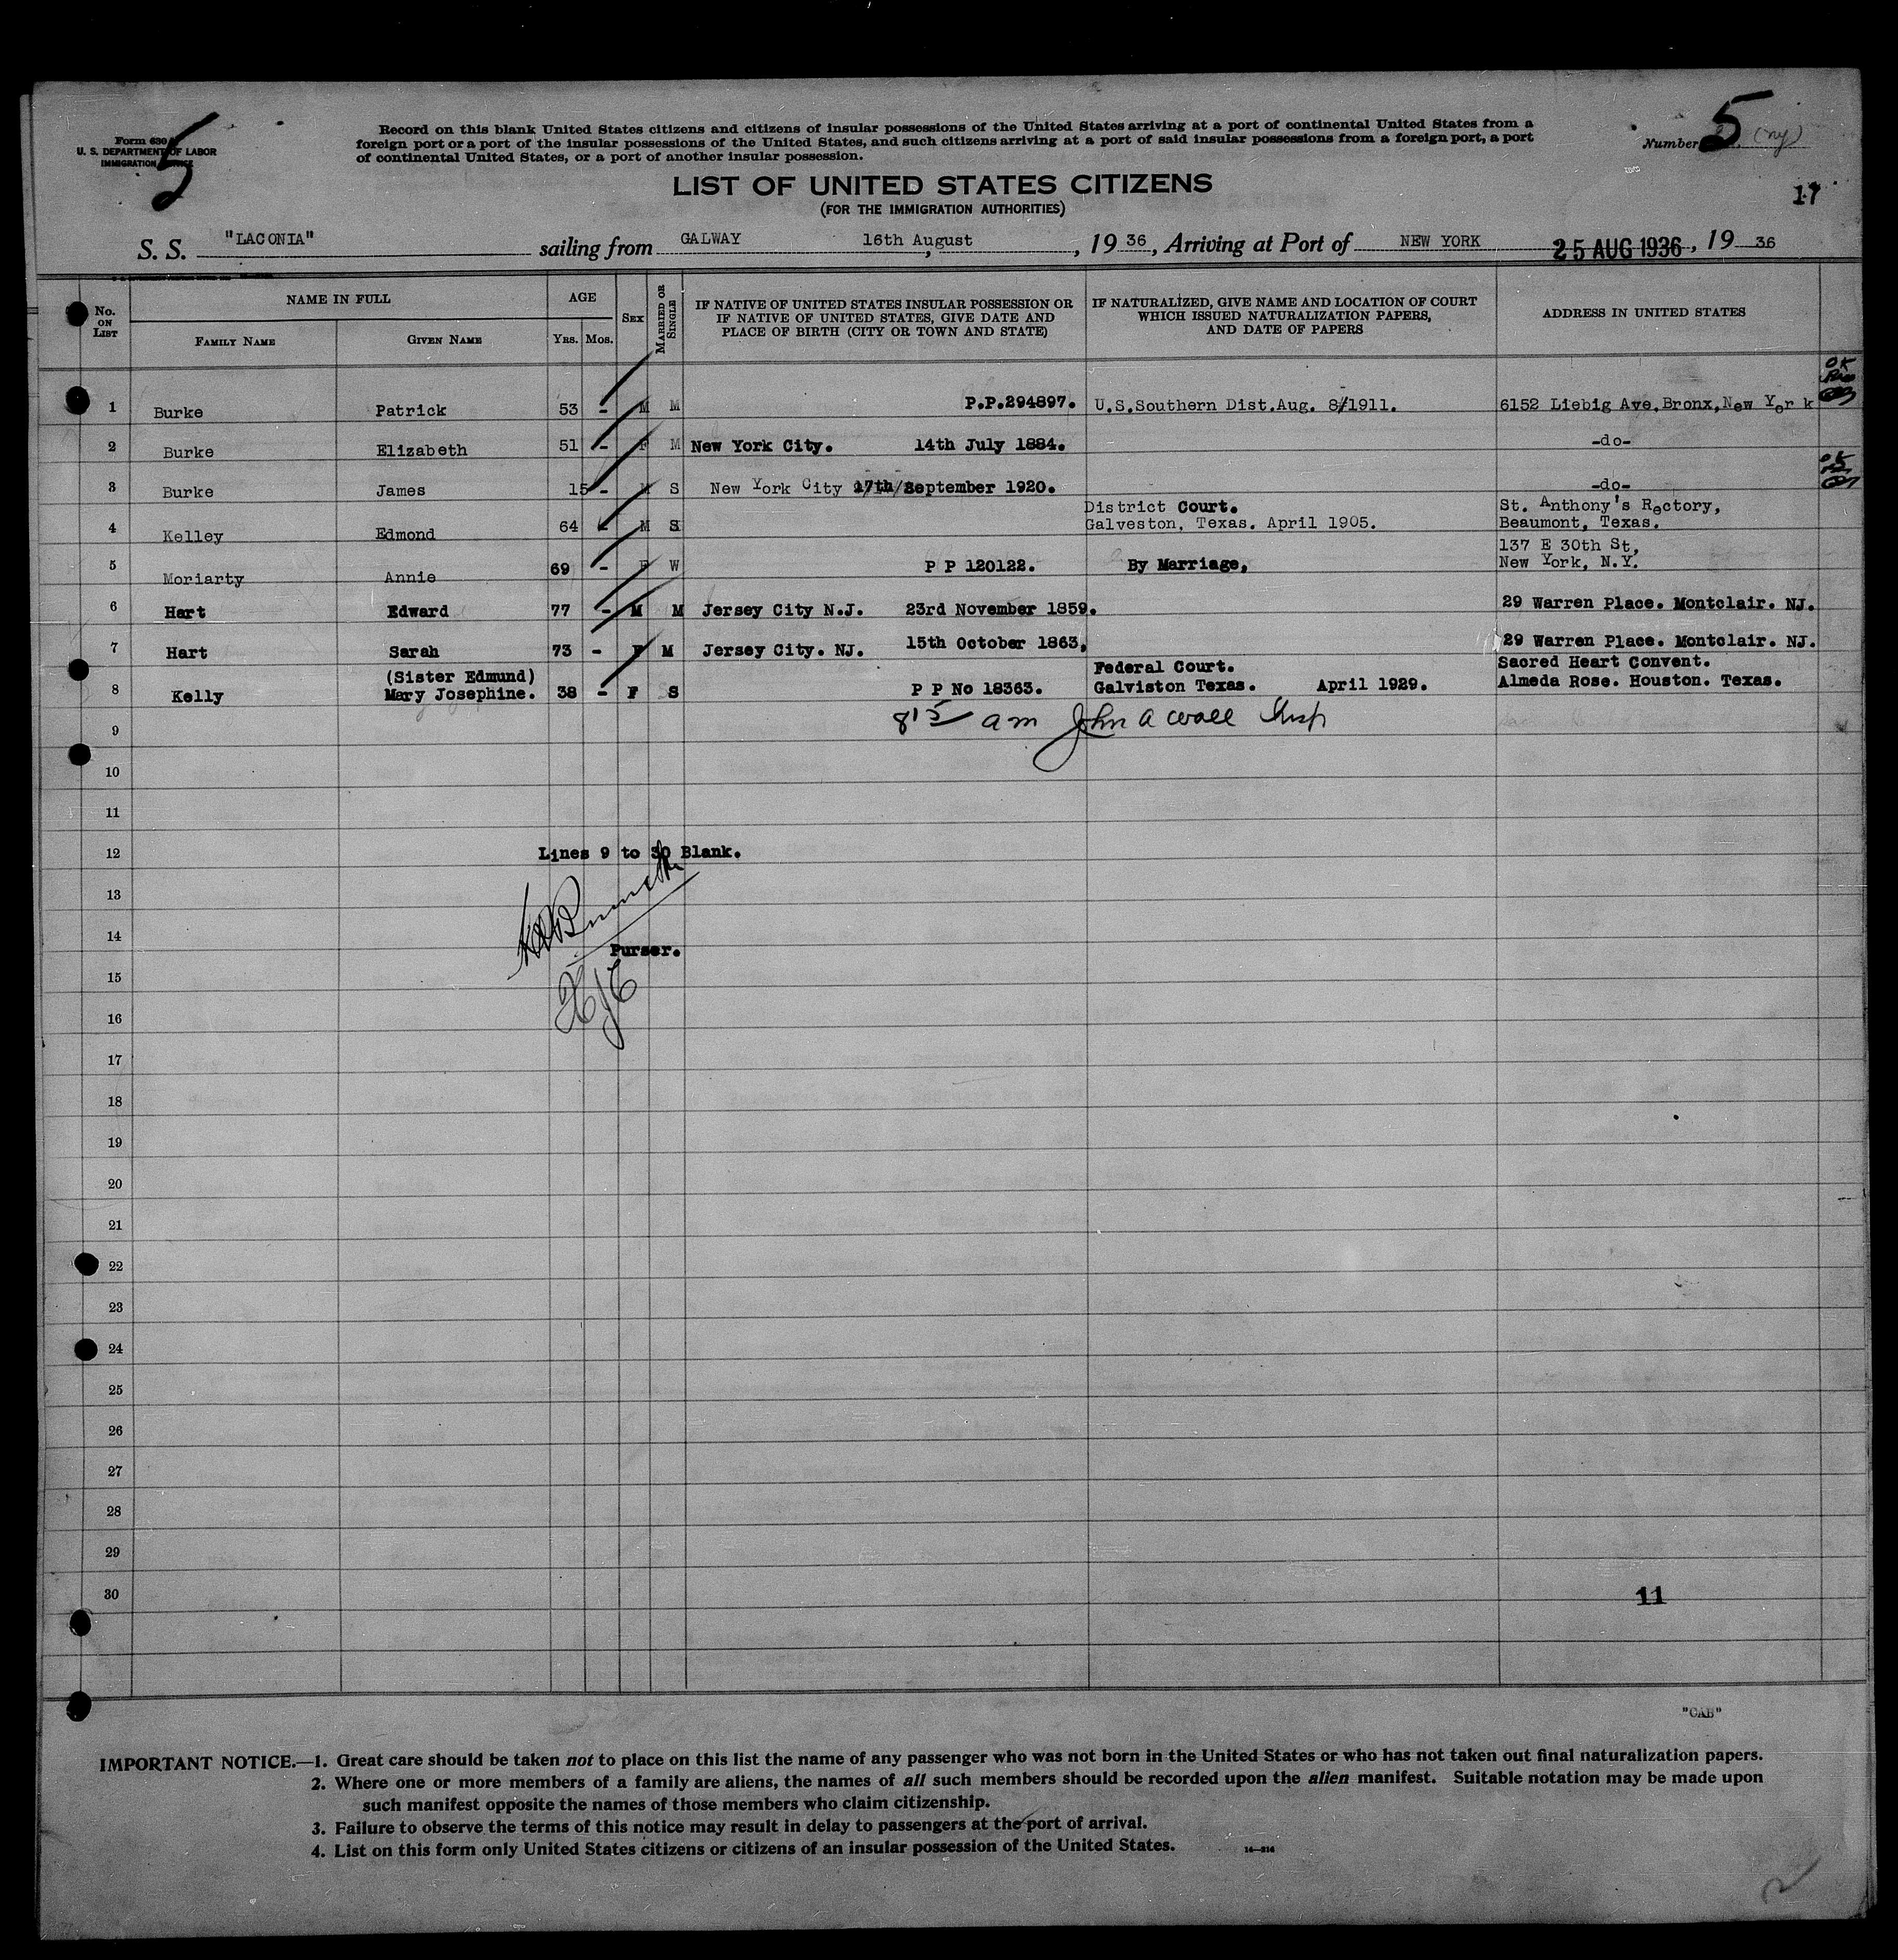 5
Form 630
U. S. DEPARTMENT OF LABOR
IMMIGRATION SERVICE
Record on this blank United States citizens and citizens of insular possessions of the United States arriving at a port of continental United States from a
foreign port or a port of the insular possessions of the United States, and such citizens arriving at a port of said insular possessions from a foreign port, a port
of continental United States, or a port of another insular possession.
Number 5 (ny)
LIST OF UNITED STATES CITIZENS
(FOR THE IMMIGRATION AUTHORITIES)
17
S. S. "LACONIA" sailing from GALWAY 16th August, 19 36, Arriving at Port of NEW YORK 25 AUG 1936, 19 36
No. ON LIST
NAME IN FULL
FAMILY NAME
GIVEN NAME
AGE
YRS. MOS.
SEX
MARRIED OR SINGLE
IF NATIVE OF UNITED STATES INSULAR POSSESSION OR
IF NATIVE OF UNITED STATES, GIVE DATE AND
PLACE OF BIRTH (CITY OR TOWN AND STATE)
IF NATURALIZED, GIVE NAME AND LOCATION OF COURT
WHICH ISSUED NATURALIZATION PAPERS,
AND DATE OF PAPERS
ADDRESS IN UNITED STATES
OK
1 Burke Patrick 53 - M M P.P.294897. U.S.Southern Dist.Aug. 8/1911. 6152 Liebig Ave.Bronx,New Yor k
2 Burke Elizabeth 51 - F M New York City. 14th July 1884. -do-
OK
3 Burke James 15 - M S New York City 17th/September 1920. -do-
District Court. St. Anthony's Rectory,
4 Kelley Edmond 64 - M S Galveston, Texas. April 1905. Beaumont, Texas.
137 E 30th St,
5 Moriarty Annie 69 - F W P P 120122. By Marriage, New York, N.Y.
6 Hart Edward 77 - M M Jersey City N.J. 23rd November 1859. 29 Warren Place. Montclair. NJ.
7 Hart Sarah 73 - F M Jersey City. NJ. 15th October 1863, 29 Warren Place. Montclair. NJ.
(Sister Edmund) Federal Court. Sacred Heart Convent.
8 Kelly Mary Josephine. 38 - F S P P No 18363. Galviston Texas. April 1929. Almeda Rose. Houston. Texas.
8 15 am John A Wall Insp
9
10
11
12 Lines 9 to 30 Blank.
13
14 Purser.
15
16
17
18
19
20
21
22
23
24
25
26
27
28
29
30 11
"CAB"
IMPORTANT NOTICE.—1. Great care should be taken not to place on this list the name of any passenger who was not born in the United States or who has not taken out final naturalization papers.
2. Where one or more members of a family are aliens, the names of all such members should be recorded upon the alien manifest. Suitable notation may be made upon
such manifest opposite the names of those members who claim citizenship.
3. Failure to observe the terms of this notice may result in delay to passengers at the port of arrival.
4. List on this form only United States citizens or citizens of an insular possession of the United States.
2